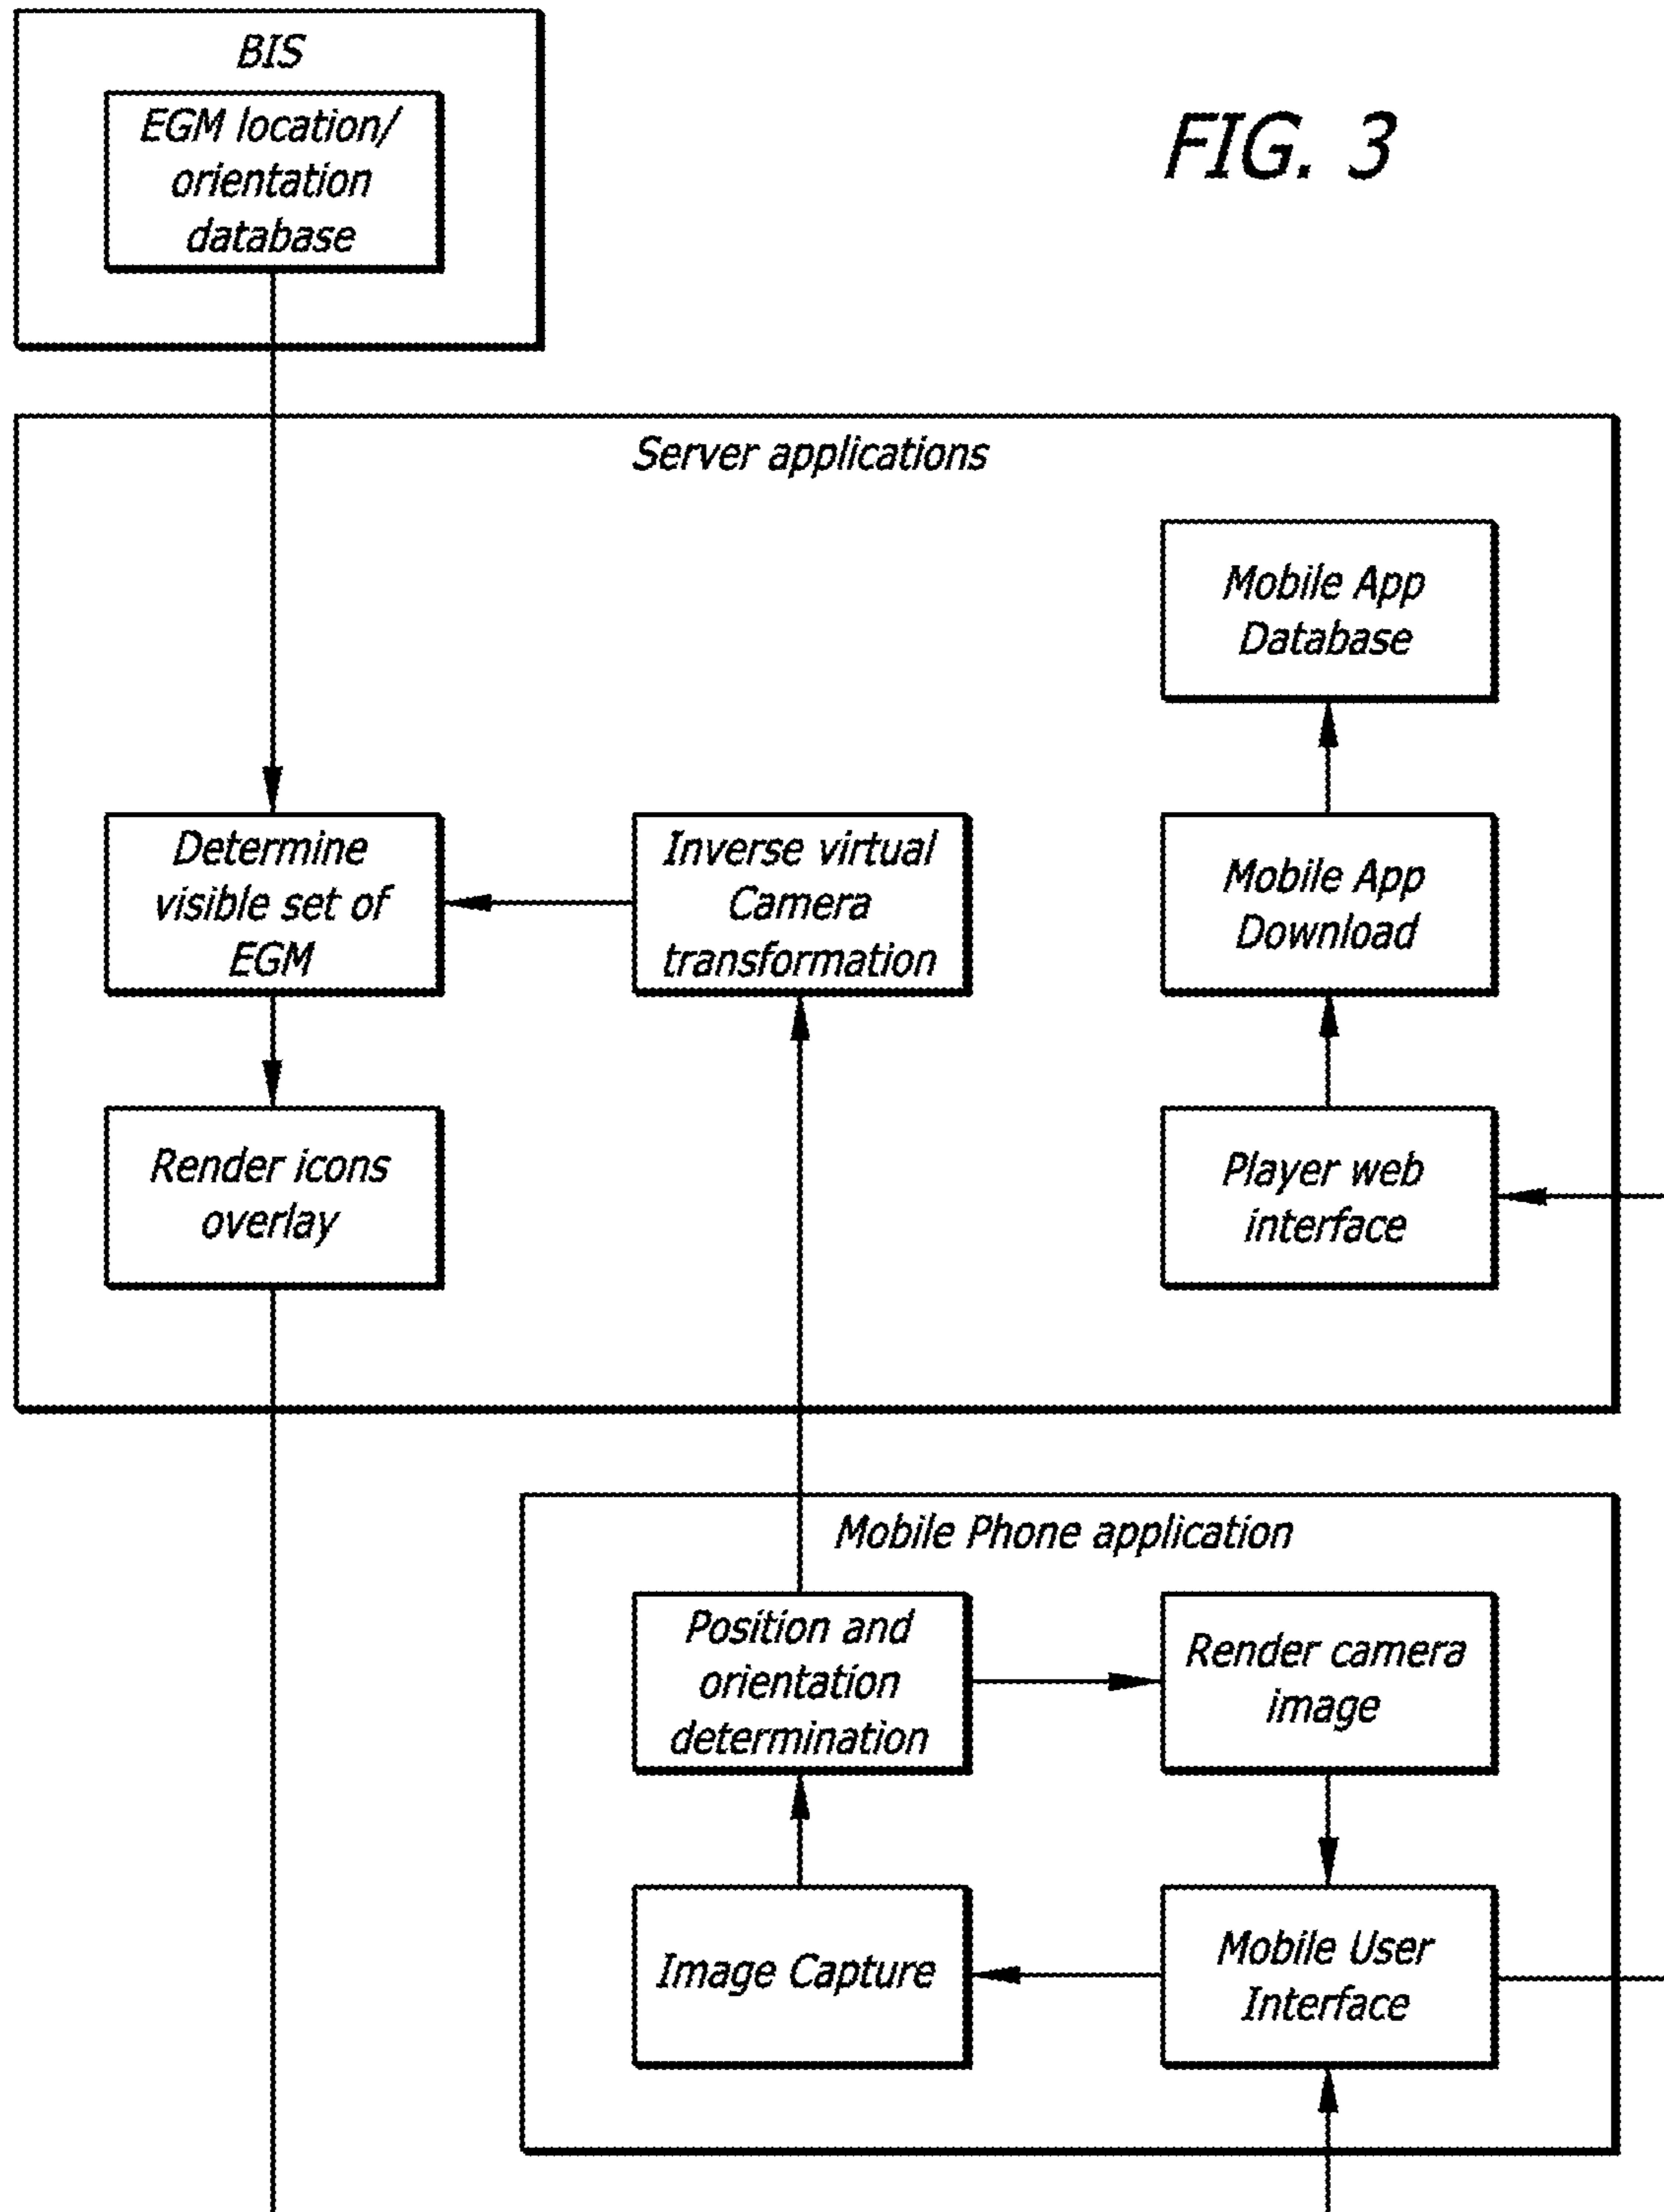 BIS
EGM location/
orientation
database
FIG. 3
Server applications
Mobile App
Database
Determine
visible set of
EGM
Inverse virtual
Camera
transformation
Mobile App
Download
Render icons
overlay
Player web
interface
Mobile Phone application
Position and
orientation
determination
Render camera
image
Image Capture
Mobile User
Interface